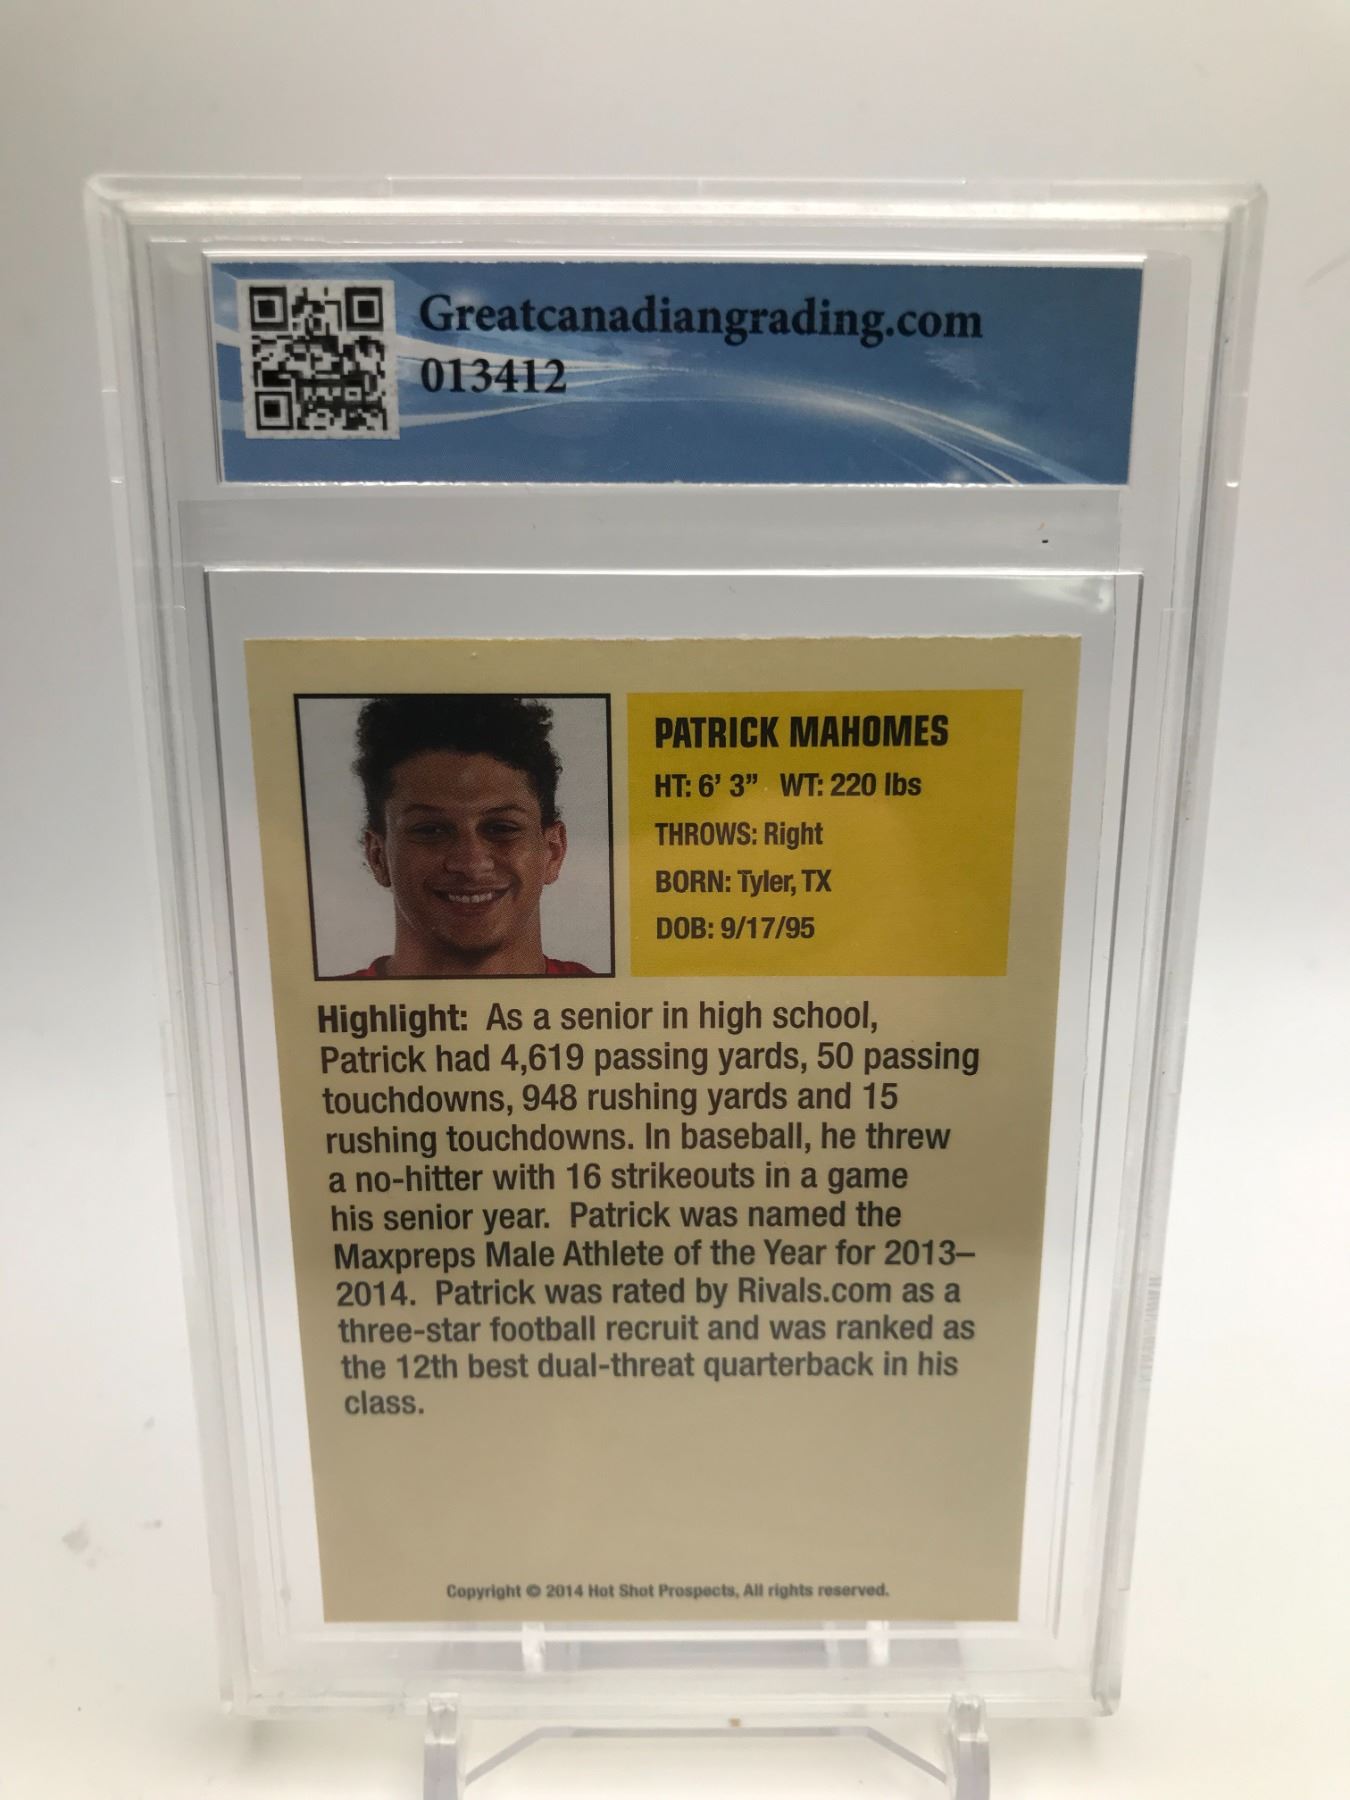 Greatcanadiangrading.com
013412
PATRICK MAHOMES
HT: 6' 3" WT: 220 lbs
THROWS: Right
BORN: Tyler, TX
DOB: 9/17/95
Highlight: As a senior in high school,
Patrick had 4,619 passing yards, 50 passing
touchdowns, 948 rushing yards and 15
rushing touchdowns. In baseball, he threw
a no-hitter with 16 strikeouts in a game
his senior year. Patrick was named the
Maxpreps Male Athlete of the Year for 2013–
2014. Patrick was rated by Rivals.com as a
three-star football recruit and was ranked as
the 12th best dual-threat quarterback in his
class.
Copyright © 2014 Hot Shot Prospects, All rights reserved.